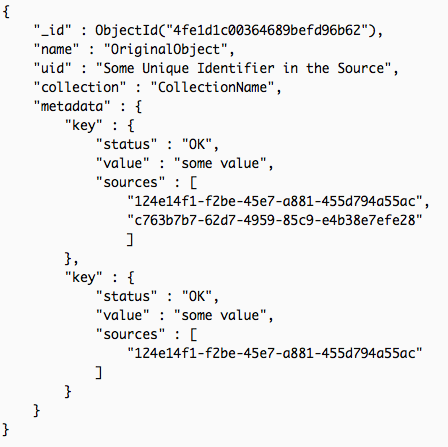 {
    "_id" : ObjectId("4fe1d1c00364689befd96b62"),
    "name" : "OriginalObject",
    "uid" : "Some Unique Identifier in the Source",
    "collection" : "CollectionName",
    "metadata" : {
        "key" : {
            "status" : "OK",
            "value" : "some value",
            "sources" : [
                "124e14f1-f2be-45e7-a881-455d794a55ac",
                "c763b7b7-62d7-4959-85c9-e4b38e7efe28"
                ]
        },
        "key" : {
            "status" : "OK",
            "value" : "some value",
            "sources" : [
                "124e14f1-f2be-45e7-a881-455d794a55ac"
            ]
        }
    }
}